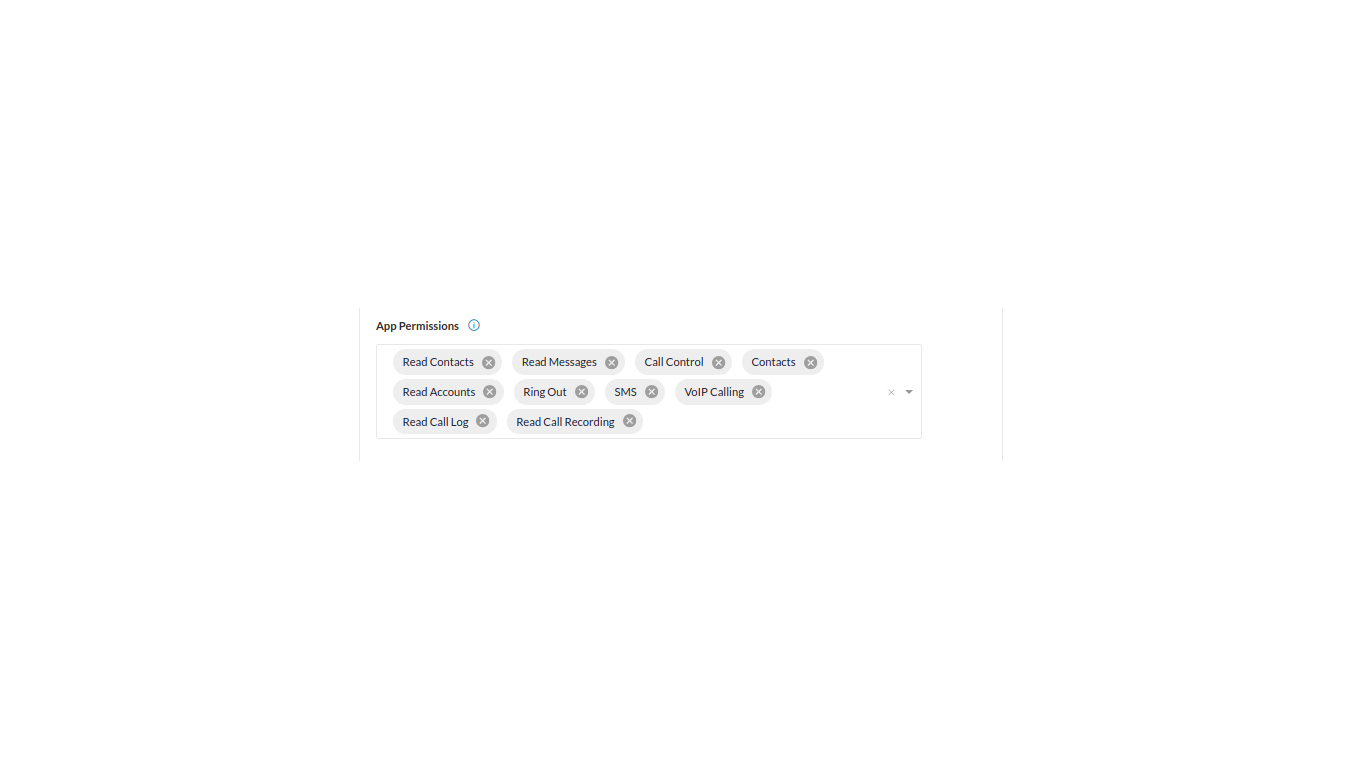 App Permissions
Read Contacts Read Messages Call Control Contacts
Read Accounts Ring Out SMS VoIP Calling
Read Call Log Read Call Recording